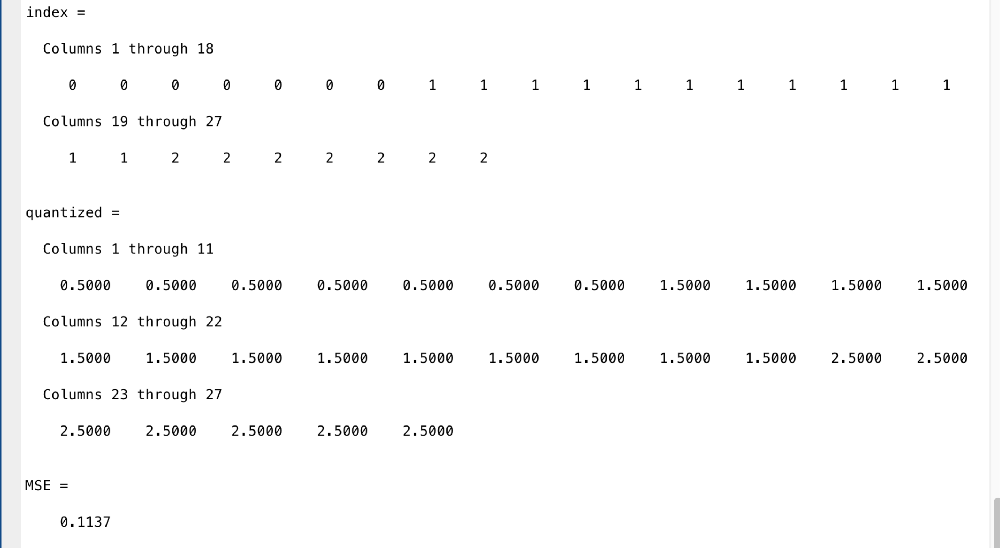 index =
Columns 1 through 18
0 0 0 0 0 0 0 1 1 1 1 1 1 1 1 1 1 1
Columns 19 through 27
1 1 2 2 2 2 2 2 2
quantized =
Columns 1 through 11
0.5000 0.5000 0.5000 0.5000 0.5000 0.5000 0.5000 1.5000 1.5000 1.5000 1.5000
Columns 12 through 22
1.5000 1.5000 1.5000 1.5000 1.5000 1.5000 1.5000 1.5000 1.5000 2.5000 2.5000
Columns 23 through 27
2.5000 2.5000 2.5000 2.5000 2.5000
MSE =
0.1137